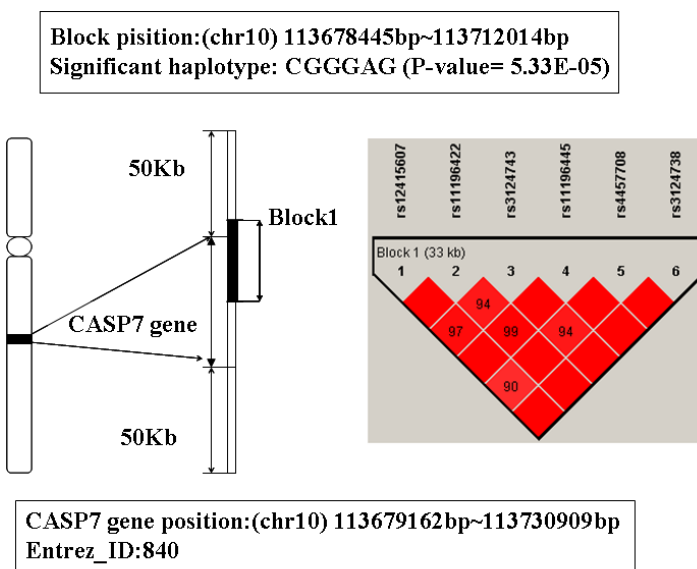 Block pisition:(chr10) 113678445bp~113712014bp
Significant haplotype: CGGGAG (P-value= 5.33E-05)
50Kb
Block1
CASP7 gene
50Kb
rs12415607
rs11196422
rs3124743
rs11196445
rs4457708
rs3124738
Block 1 (33 kb)
1 2 3 4 5 6
94
97 99 94
90
CASP7 gene position:(chr10) 113679162bp~113730909bp
Entrez_ID:840